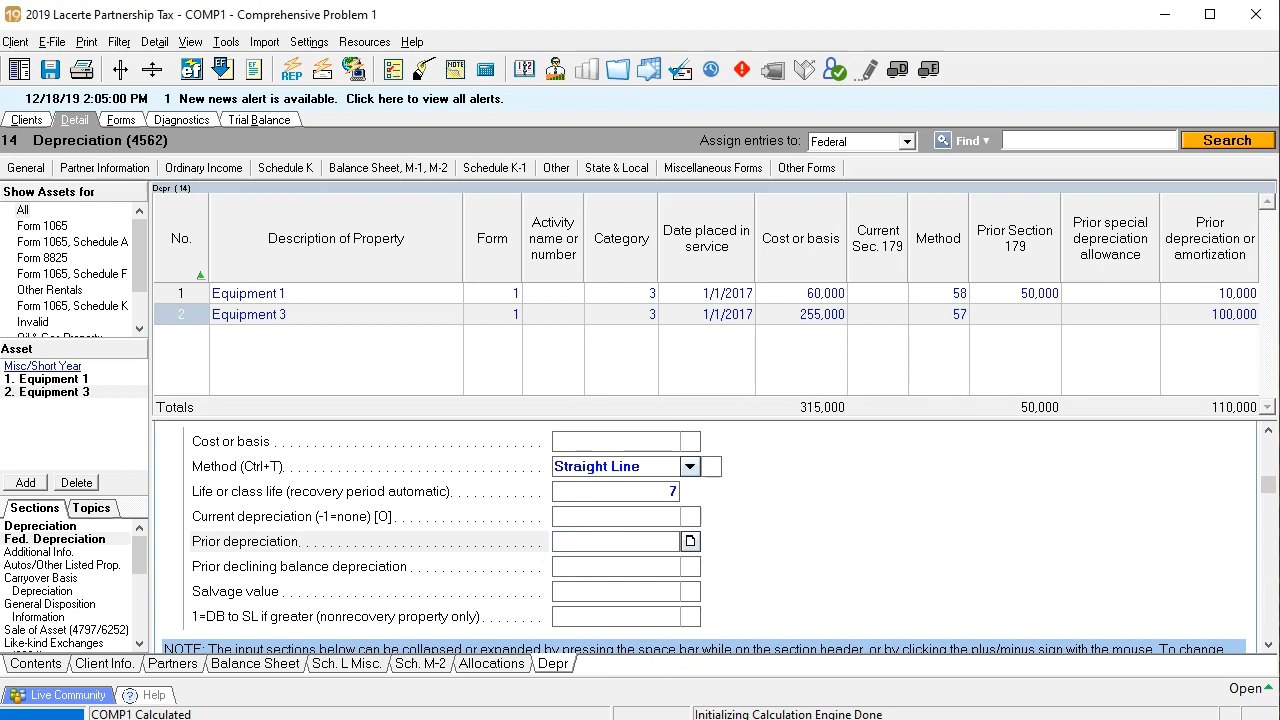 2019 Lacerte Partnership Tax - COMP1 - Comprehensive Problem 1
Client E-File Print Filter Detail View Tools Import Settings Resources Help
REP
12/18/19 2:05:00 PM 1 New news alert is available. Click here to view all alerts.
Clients Detail Forms Diagnostics Trial Balance
14 Depreciation (4562) Assign entries to: Federal Find Search
General Partner Information Ordinary Income Schedule K Balance Sheet, M-1, M-2 Schedule K-1 Other State & Local Miscellaneous Forms Other Forms
Show Assets for
All
Form 1065
Form 1065, Schedule A
Form 8825
Form 1065, Schedule F
Other Rentals
Form 1065, Schedule K
Invalid
Oil & Gas Property
Asset
Misc/Short Year
1. Equipment 1
2. Equipment 3
Add Delete
Sections Topics
Depreciation
Fed. Depreciation
Additional Info.
Autos/Other Listed Prop.
Carryover Basis
Depreciation
General Disposition
Information
Sale of Asset (4797/6252)
Like-kind Exchanges
Depr (14)
No. Description of Property Form Activity name or number Category Date placed in service Cost or basis Current Sec. 179 Method Prior Section 179 Prior special depreciation allowance Prior depreciation or amortization
1 Equipment 1 1 3 1/1/2017 60,000 58 50,000 10,000
2 Equipment 3 1 3 1/1/2017 255,000 57 100,000
Totals 315,000 50,000 110,000
Cost or basis
Method (Ctrl+T) Straight Line
Life or class life (recovery period automatic) 7
Current depreciation (-1=none) [O]
Prior depreciation
Prior declining balance depreciation
Salvage value
1=DB to SL if greater (nonrecovery property only)
NOTE: The input sections below can be collapsed or expanded by pressing the space bar while on the section header, or by clicking the plus/minus sign with the mouse. To change
Contents Client Info. Partners Balance Sheet Sch. L Misc. Sch. M-2 Allocations Depr
Live Community Help Open
COMP1 Calculated Initializing Calculation Engine Done